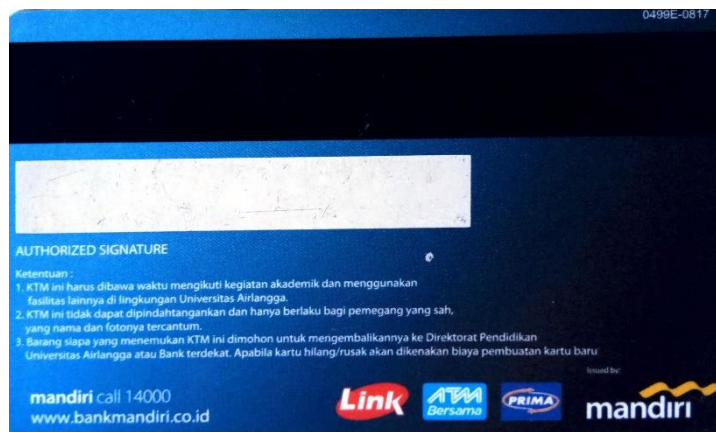 0499E-0817
AUTHORIZED SIGNATURE
Ketentuan :
1. KTM ini harus dibawa waktu mengikuti kegiatan akademik dan menggunakan
fasilitas lainnya di lingkungan Universitas Airlangga.
2. KTM ini tidak dapat dipindahtangankan dan hanya berlaku bagi pemegang yang sah,
yang nama dan fotonya tercantum.
3. Barang siapa yang menemukan KTM ini dimohon untuk mengembalikannya ke Direktorat Pendidikan
Universitas Airlangga atau Bank terdekat. Apabila kartu hilang/rusak akan dikenakan biaya pembuatan kartu baru
Issued by:
mandiri call 14000
www.bankmandiri.co.id
Link
ATM
Bersama
PRIMA
mandiri